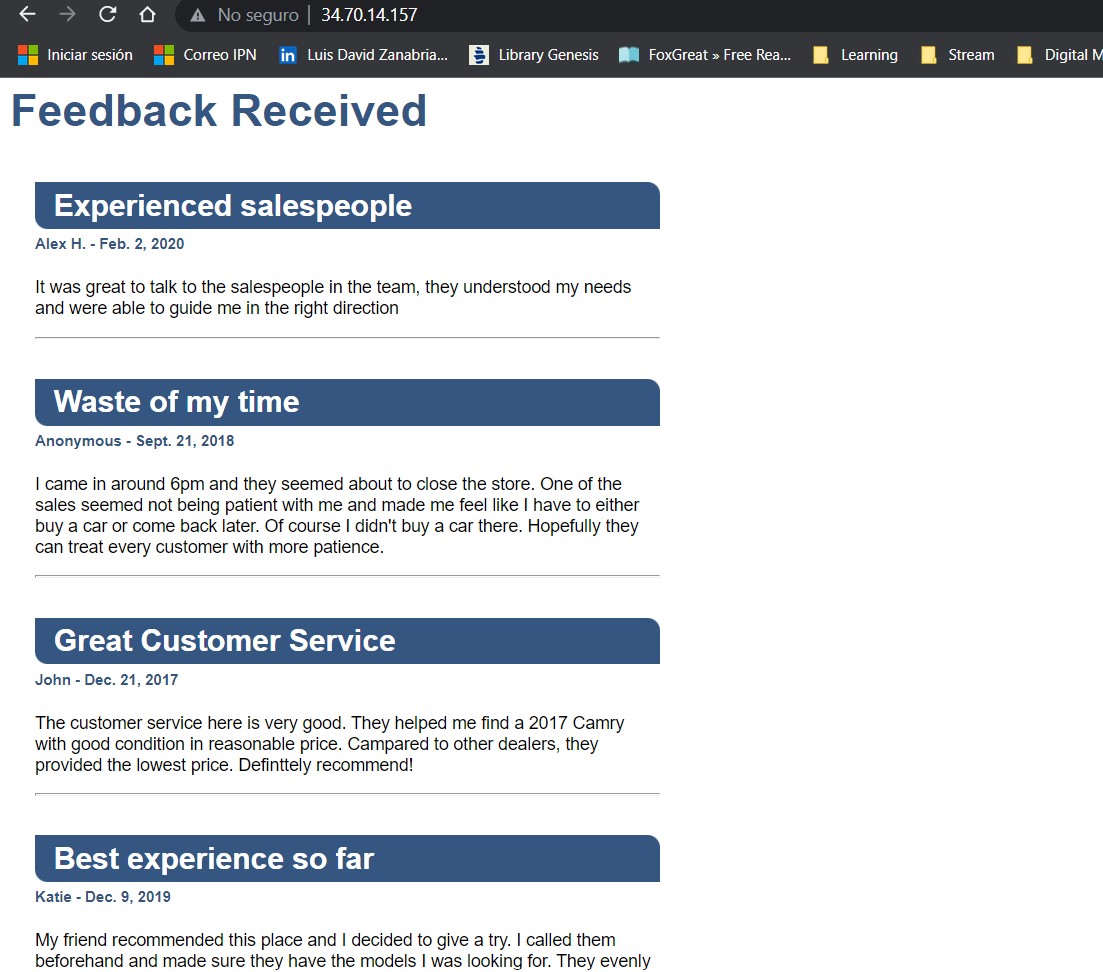 No seguro | 34.70.14.157
Iniciar sesión Correo IPN Luis David Zanabria... Library Genesis FoxGreat » Free Rea... Learning Stream Digital M
Feedback Received
Experienced salespeople
Alex H. - Feb. 2, 2020
It was great to talk to the salespeople in the team, they understood my needs
and were able to guide me in the right direction
Waste of my time
Anonymous - Sept. 21, 2018
I came in around 6pm and they seemed about to close the store. One of the
sales seemed not being patient with me and made me feel like I have to either
buy a car or come back later. Of course I didn't buy a car there. Hopefully they
can treat every customer with more patience.
Great Customer Service
John - Dec. 21, 2017
The customer service here is very good. They helped me find a 2017 Camry
with good condition in reasonable price. Campared to other dealers, they
provided the lowest price. Definttely recommend!
Best experience so far
Katie - Dec. 9, 2019
My friend recommended this place and I decided to give a try. I called them
beforehand and made sure they have the models I was looking for. They evenly